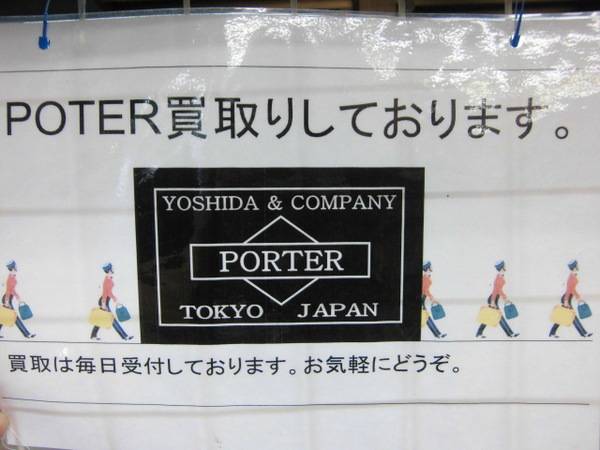 POTER買取りしております。
YOSHIDA & COMPANY
PORTER
TOKYO JAPAN
買取は毎日受付しております。お気軽にどうぞ。